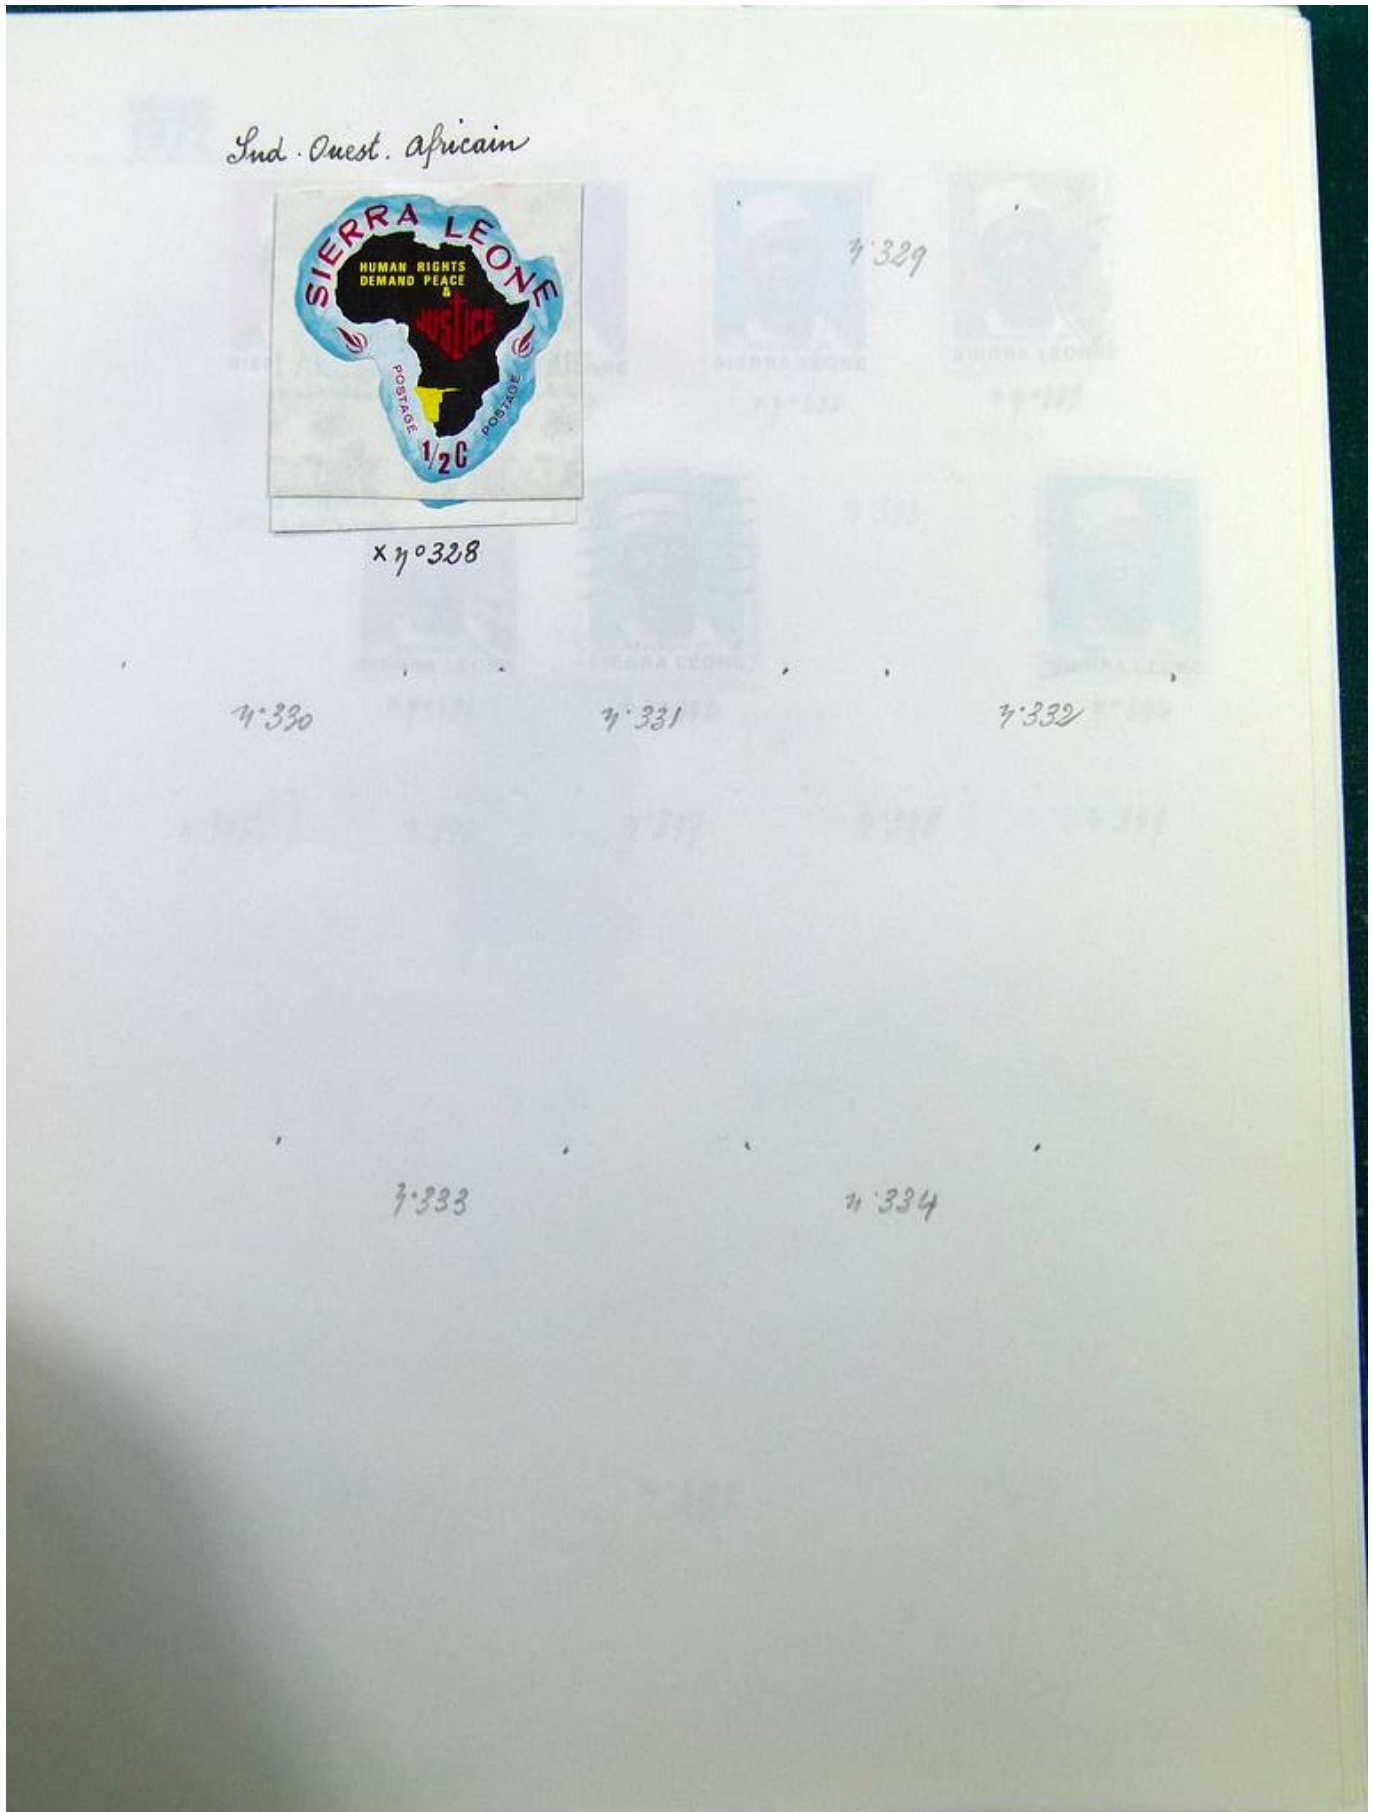 Sud. Ouest. Africain
SIERRA LEONE
HUMAN RIGHTS
DEMAND PEACE
&
JUSTICE
POSTAGE
POSTAGE
1/2C
n°329
x n°328
n°330
n°331
n°332
n°333
n°334